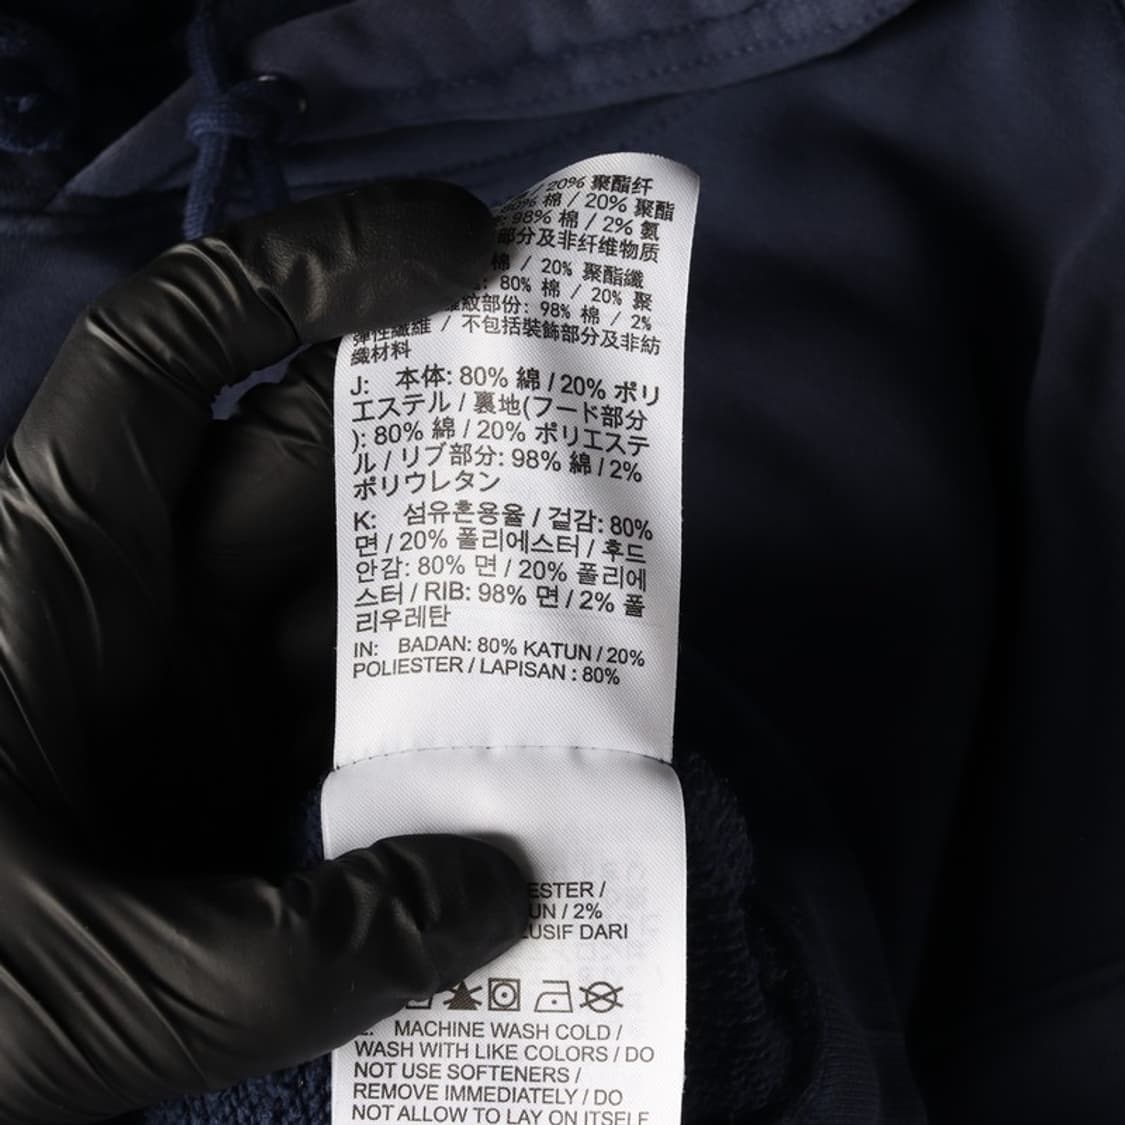 / 20% 聚酯纤
80% 棉 / 20% 聚酯
98% 棉 / 2% 氨
部分及非纤维物质
棉 / 20% 聚酯纖
: 80% 棉 / 20% 聚
紋部份: 98% 棉 / 2%
彈性纖維 / 不包括裝飾部分及非紡
纖材料
J: 本体: 80% 綿 / 20% ポリ
エステル / 裏地(フード部分
): 80% 綿 / 20% ポリエステ
ル / リブ部分: 98% 綿 / 2%
ポリウレタン
K: 섬유혼용율 / 겉감: 80%
면 / 20% 폴리에스터 / 후드
안감: 80% 면 / 20% 폴리에
스터 / RIB: 98% 면 / 2% 폴
리우레탄
IN: BADAN: 80% KATUN / 20%
POLIESTER / LAPISAN : 80%
ESTER /
UN / 2%
LUSIF DARI
MACHINE WASH COLD /
WASH WITH LIKE COLORS / DO
NOT USE SOFTENERS /
REMOVE IMMEDIATELY / DO
NOT ALLOW TO LAY ON ITSELF